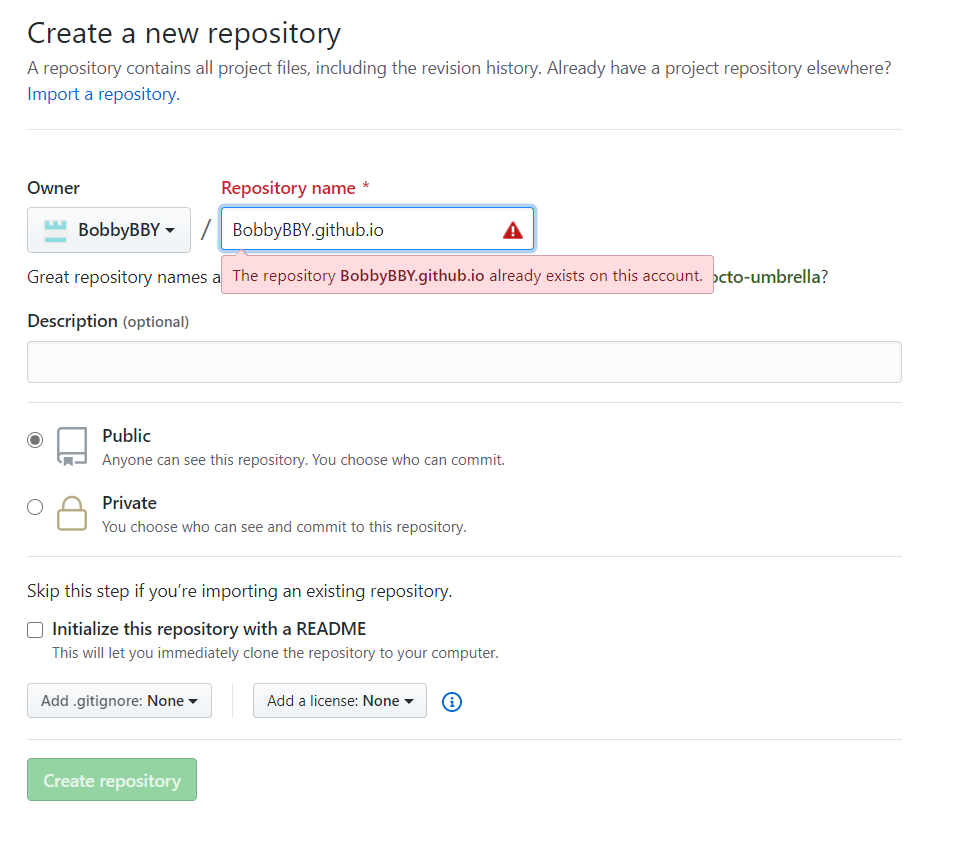 Create a new repository
A repository contains all project files, including the revision history. Already have a project repository elsewhere?
Import a repository.
Owner
Repository name *
BobbyBBY
/
BobbyBBY.github.io
Great repository names a
The repository BobbyBBY.github.io already exists on this account.
octo-umbrella?
Description (optional)
Public
Anyone can see this repository. You choose who can commit.
Private
You choose who can see and commit to this repository.
Skip this step if you’re importing an existing repository.
Initialize this repository with a README
This will let you immediately clone the repository to your computer.
Add .gitignore: None
Add a license: None
Create repository